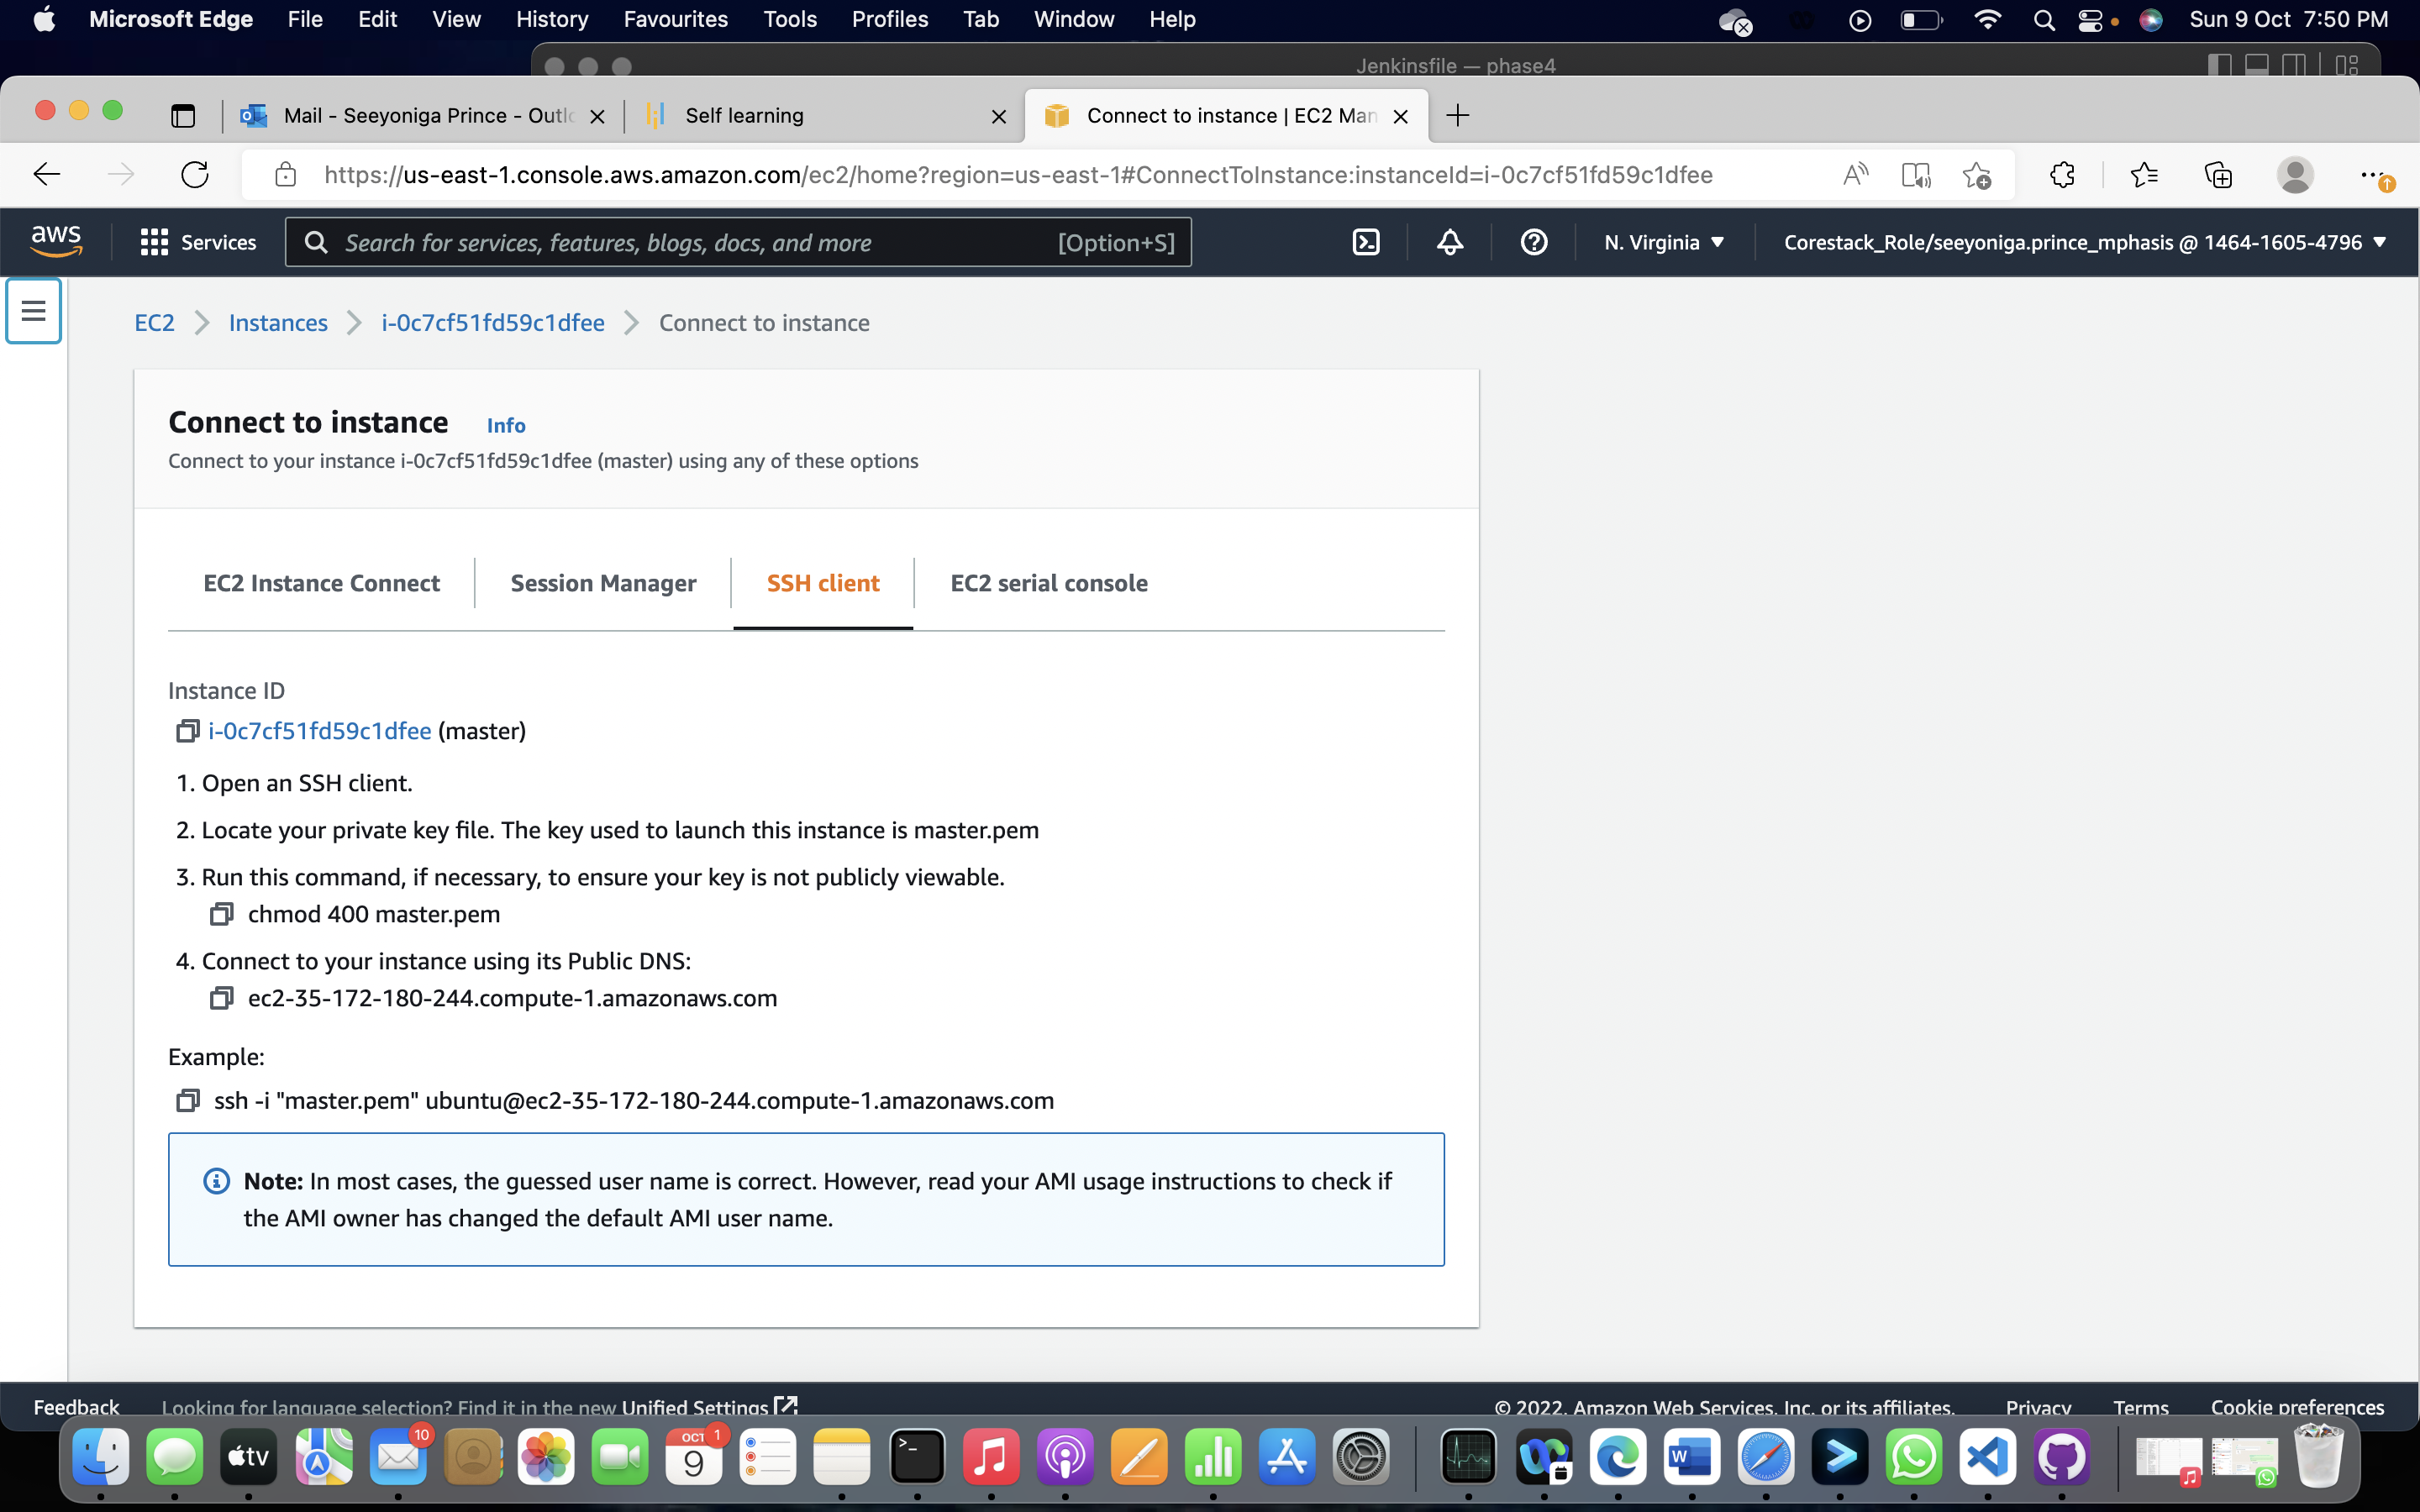 Microsoft Edge File Edit View History Favourites Tools Profiles Tab Window Help Sun 9 Oct 7:50 PM
Jenkinsfile — phase4
Mail - Seeyoniga Prince - Outlo Self learning Connect to instance | EC2 Man
https://us-east-1.console.aws.amazon.com/ec2/home?region=us-east-1#ConnectToInstance:instanceId=i-0c7cf51fd59c1dfee
aws Services Search for services, features, blogs, docs, and more [Option+S] N. Virginia Corestack_Role/seeyoniga.prince_mphasis @ 1464-1605-4796
EC2 Instances i-0c7cf51fd59c1dfee Connect to instance
Connect to instance Info
Connect to your instance i-0c7cf51fd59c1dfee (master) using any of these options
EC2 Instance Connect Session Manager SSH client EC2 serial console
Instance ID
i-0c7cf51fd59c1dfee (master)
1. Open an SSH client.
2. Locate your private key file. The key used to launch this instance is master.pem
3. Run this command, if necessary, to ensure your key is not publicly viewable.
chmod 400 master.pem
4. Connect to your instance using its Public DNS:
ec2-35-172-180-244.compute-1.amazonaws.com
Example:
ssh -i "master.pem" ubuntu@ec2-35-172-180-244.compute-1.amazonaws.com
Note: In most cases, the guessed user name is correct. However, read your AMI usage instructions to check if
the AMI owner has changed the default AMI user name.
Feedback Looking for language selection? Find it in the new Unified Settings © 2022, Amazon Web Services, Inc. or its affiliates. Privacy Terms Cookie preferences
tv 10 OCT 9 1 >_ W